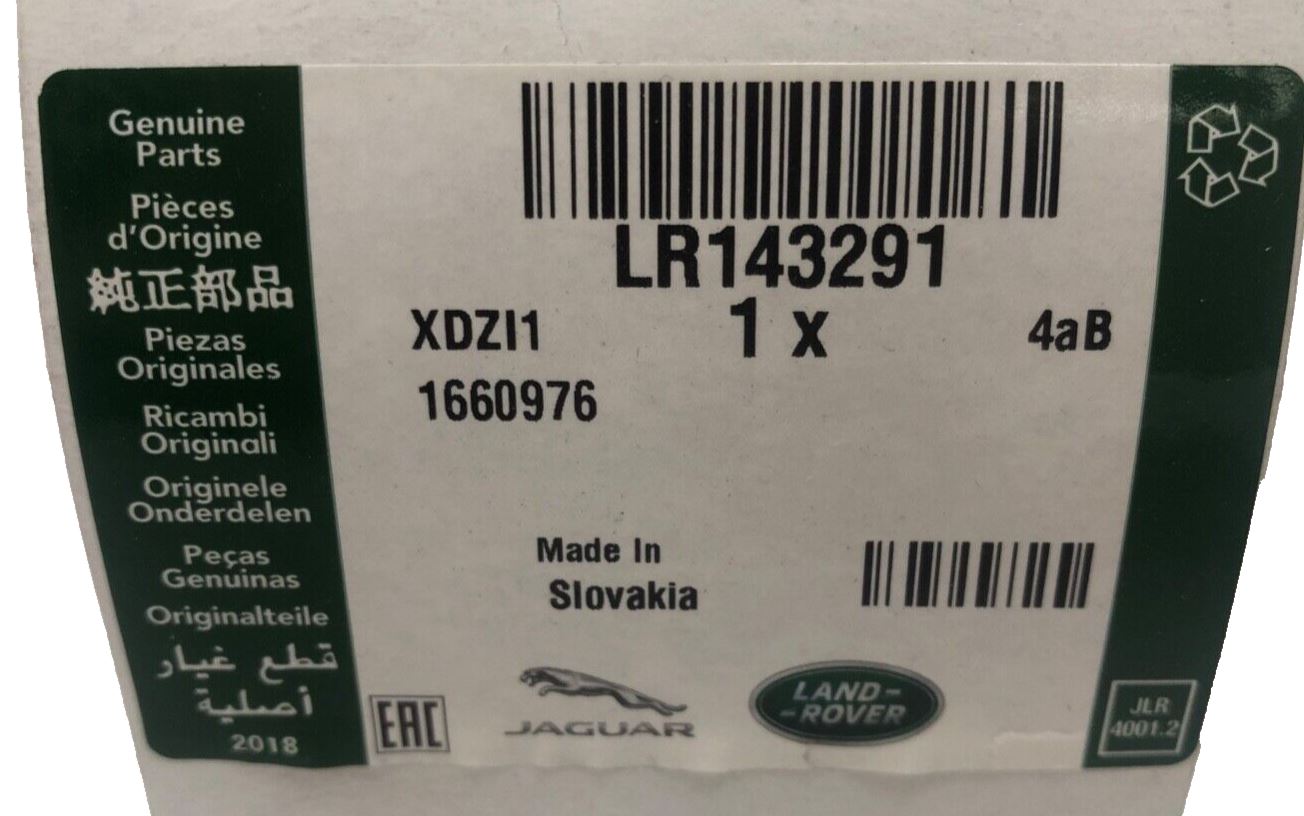 Genuine
Parts
Pièces
d'Origine
純正部品
Piezas
Originales
Ricambi
Originali
Originele
Onderdelen
Peças
Genuinas
Originalteile
قطع غيار
أصلية
2018
LR143291
XDZI1
1 x
4aB
1660976
Made In
Slovakia
EAC
JAGUAR
LAND-
-ROVER
JLR
4001.2